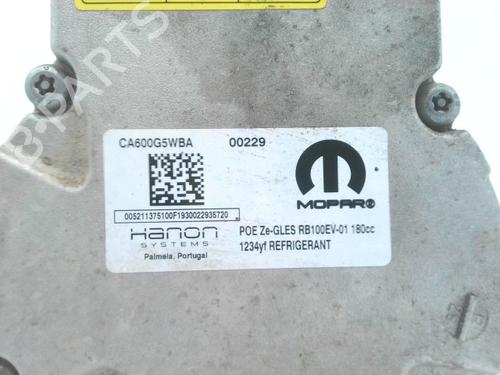 B-PARTS
CA600G5WBA 00229
MOPAR®
005211375100F1930022935720
Hanon
SYSTEMS
Palmela, Portugal
POE Ze-GLES RB100EV-01 180cc
1234yf REFRIGERANT